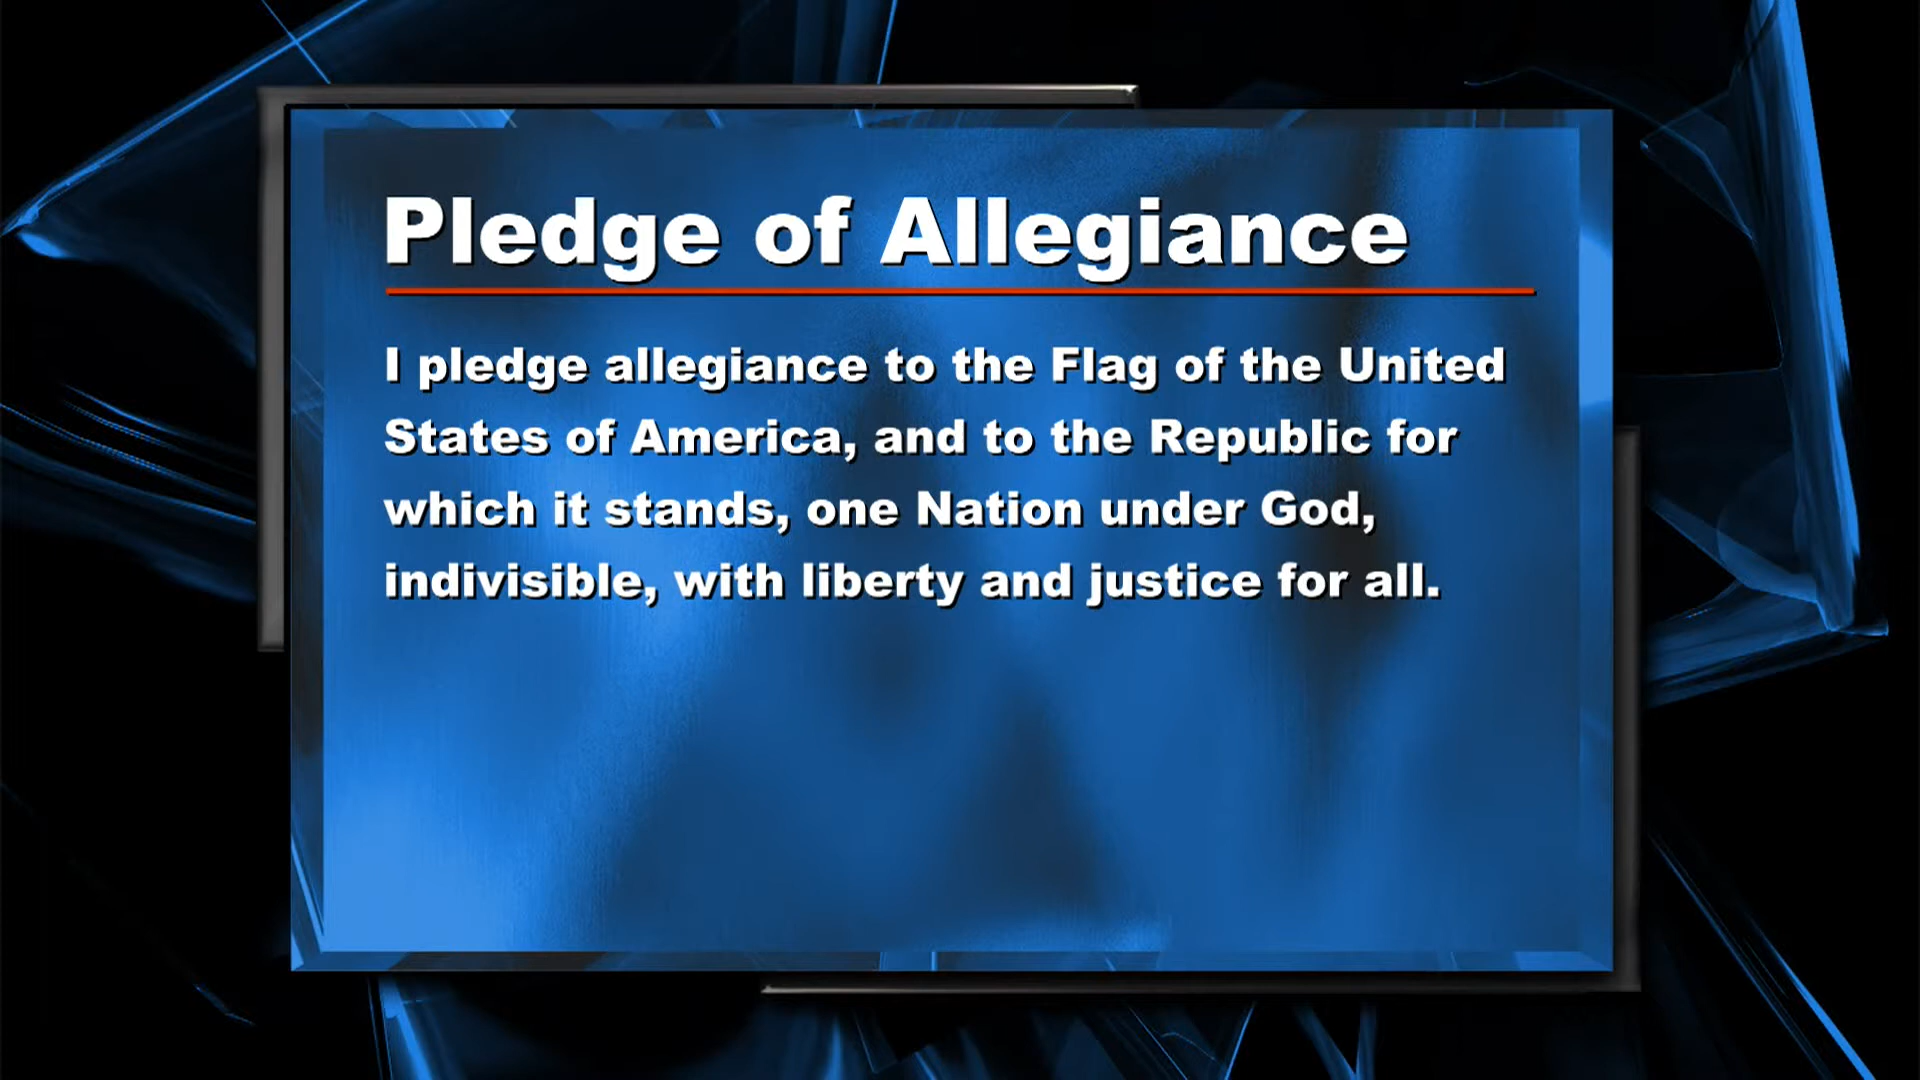 Pledge of Allegiance
I pledge allegiance to the Flag of the United
States of America, and to the Republic for
which it stands, one Nation under God,
indivisible, with liberty and justice for all.